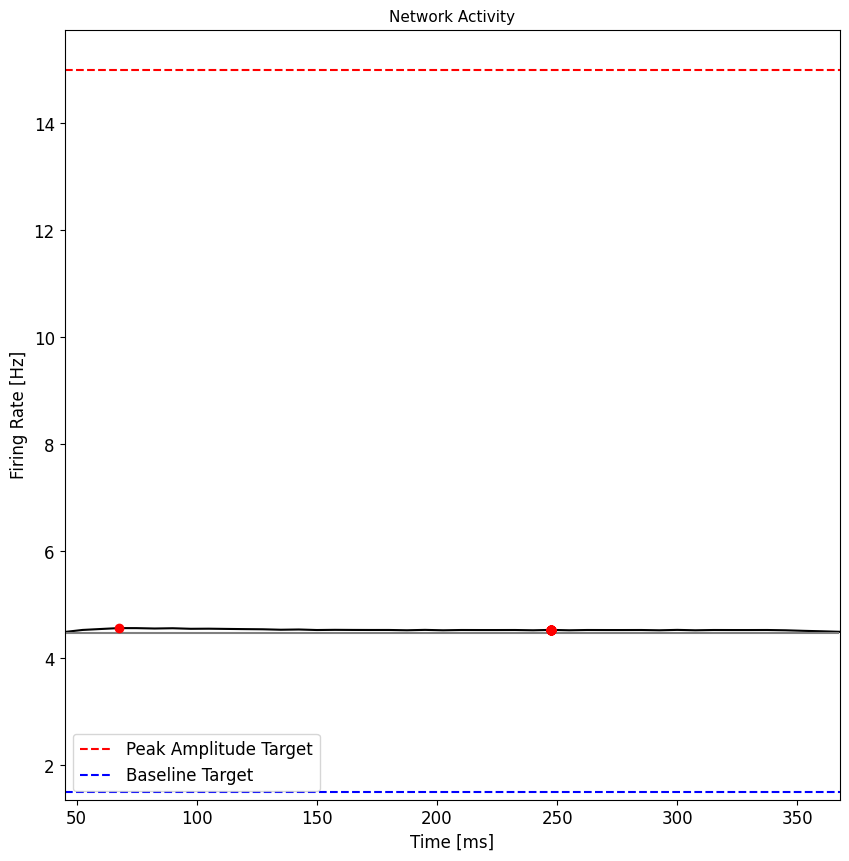 Network Activity
14
12
10
8
6
4
2
Firing Rate [Hz]
Peak Amplitude Target
Baseline Target
50 100 150 200 250 300 350
Time [ms]